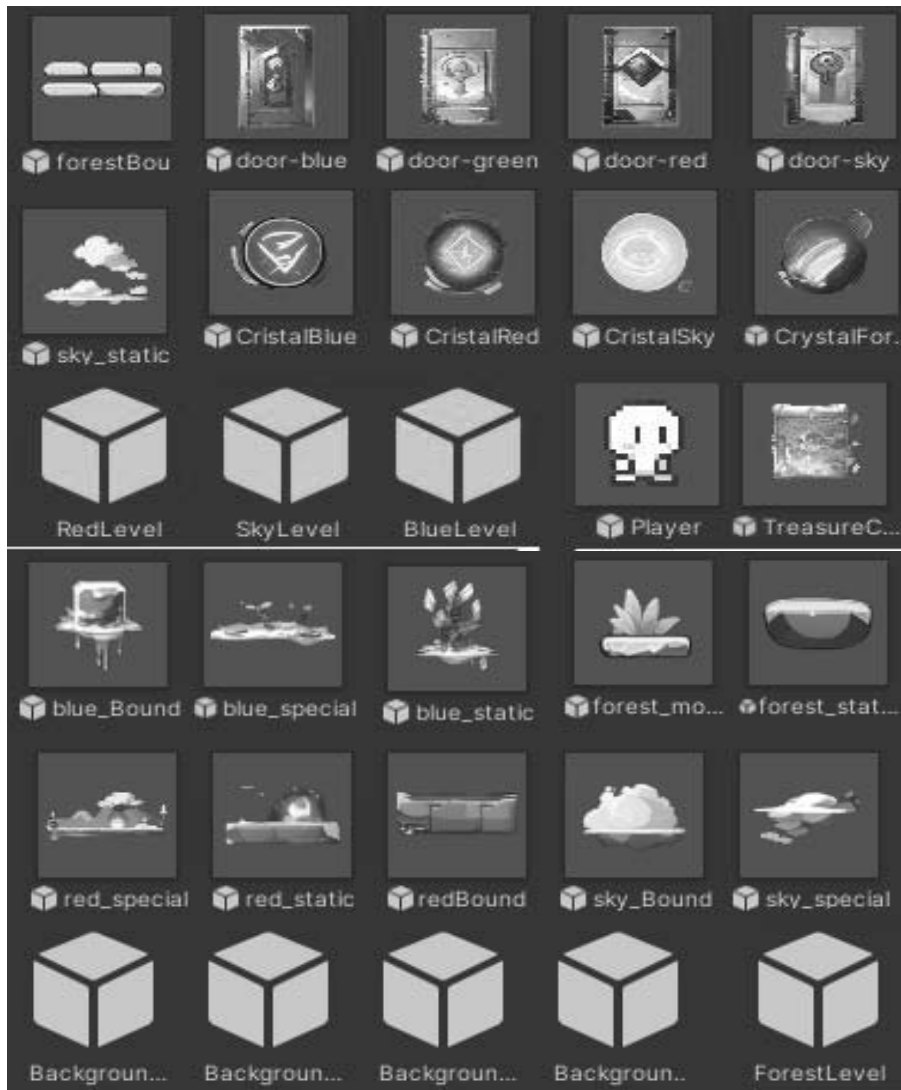 forestBou
door-blue
door-green
door-red
door-sky
sky_static
CristalBlue
CristalRed
CristalSky
CrystalFor.
RedLevel
SkyLevel
BlueLevel
Player
TreasureC...
blue_Bound
blue_special
blue_static
forest_mo...
forest_stat...
red_special
red_static
redBound
sky_Bound
sky_special
Backgroun...
Backgroun...
Backgroun...
Backgroun..
ForestLevel